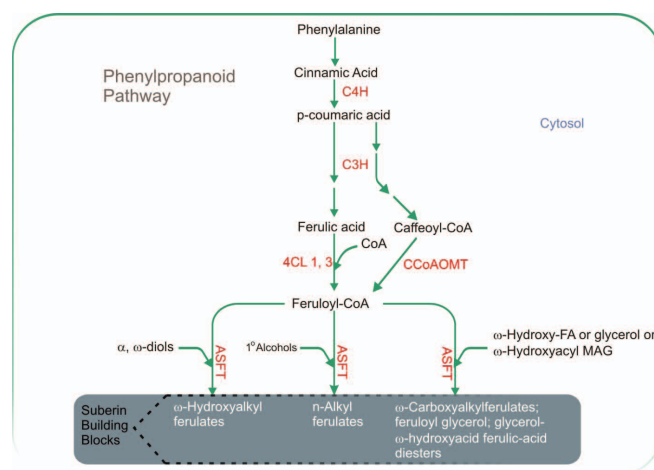 Phenylalanine
Phenylpropanoid
Pathway
Cinnamic Acid
C4H
p-coumaric acid
Cytosol
C3H
Ferulic acid
Caffeoyl-CoA
CoA
4CL 1, 3
CCoAOMT
Feruloyl-CoA
α, ω-diols
ASFT
1º Alcohols
ASFT
ASFT
ω-Hydroxy-FA or glycerol or
ω-Hydroxyacyl MAG
Suberin
Building
Blocks
ω-Hydroxyalkyl
ferulates
n-Alkyl
ferulates
ω-Carboxyalkylferulates;
feruloyl glycerol; glycerol-
ω-hydroxyacid ferulic-acid
diesters